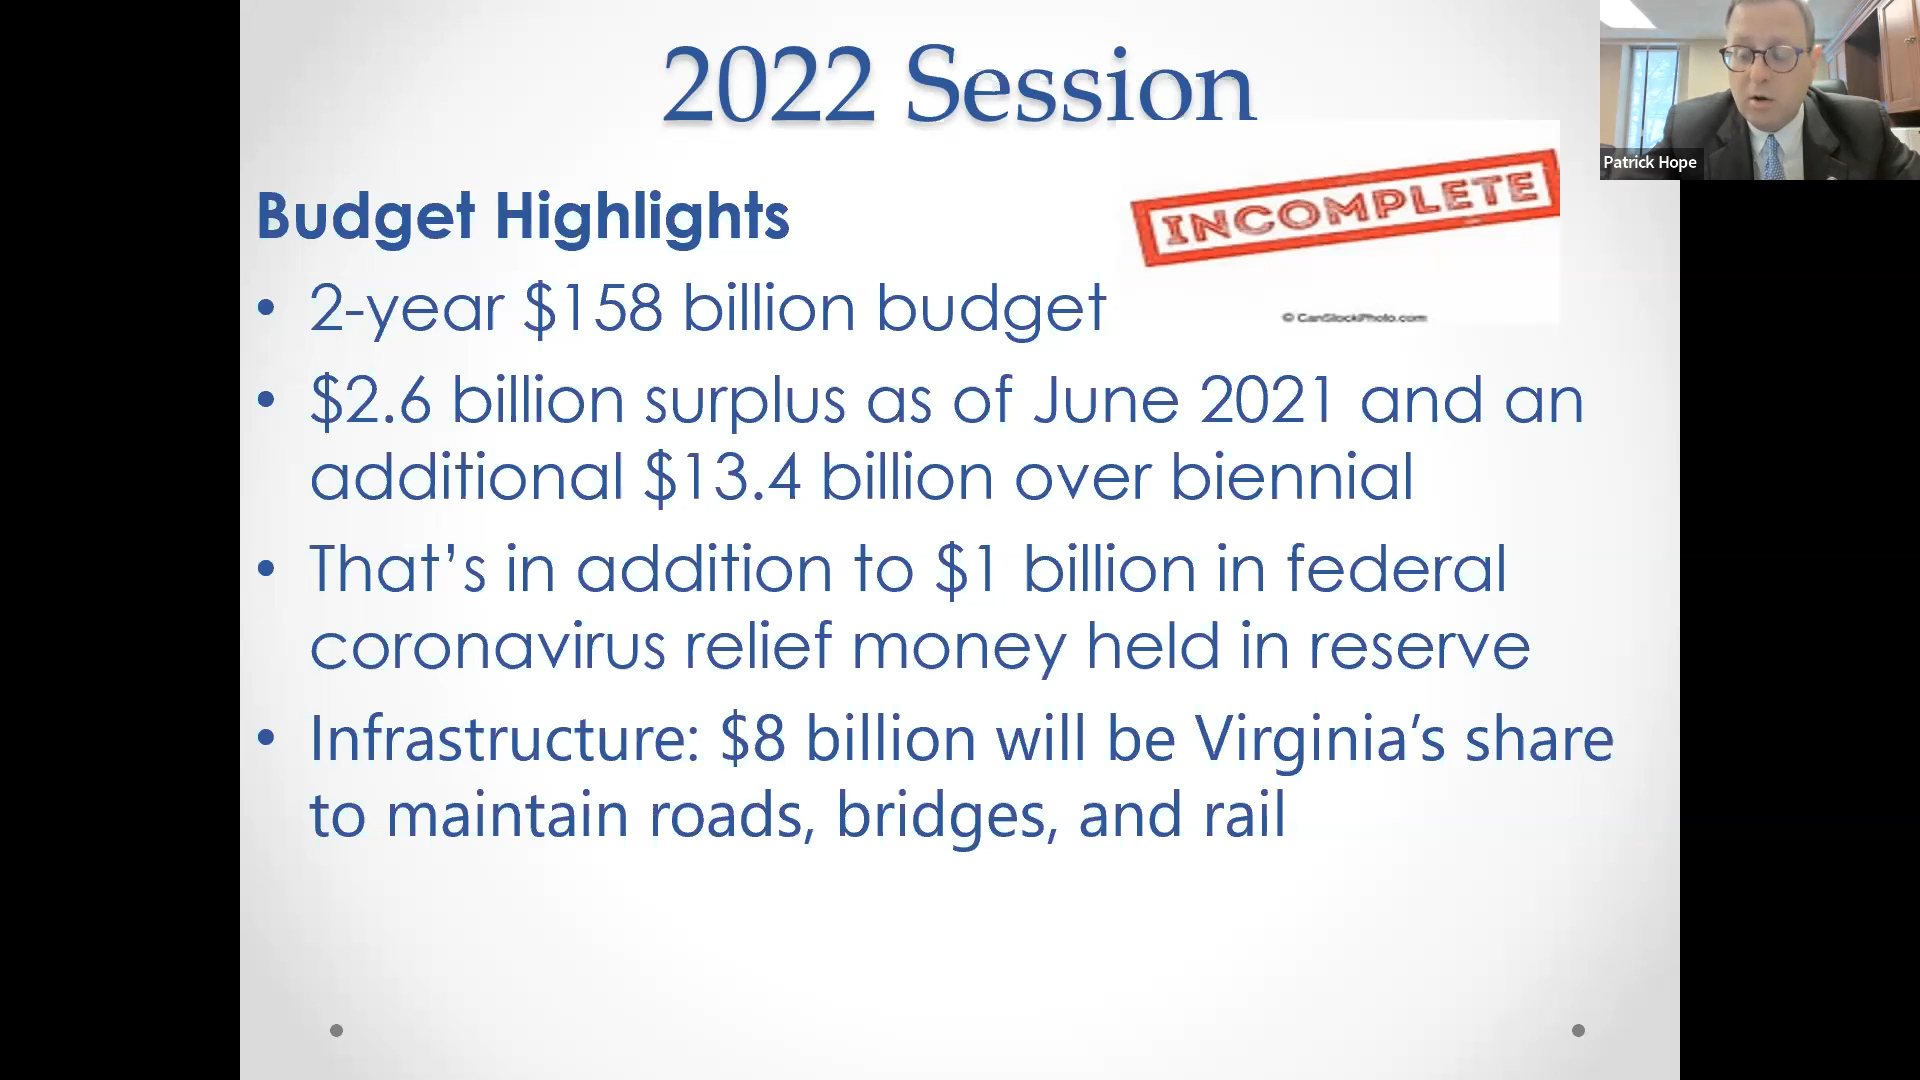 2022 Session
Patrick Hope
INCOMPLETE
Budget Highlights
• 2-year $158 billion budget
© CanStockPhoto.com
• $2.6 billion surplus as of June 2021 and an
additional $13.4 billion over biennial
• That’s in addition to $1 billion in federal
coronavirus relief money held in reserve
• Infrastructure: $8 billion will be Virginia’s share
to maintain roads, bridges, and rail